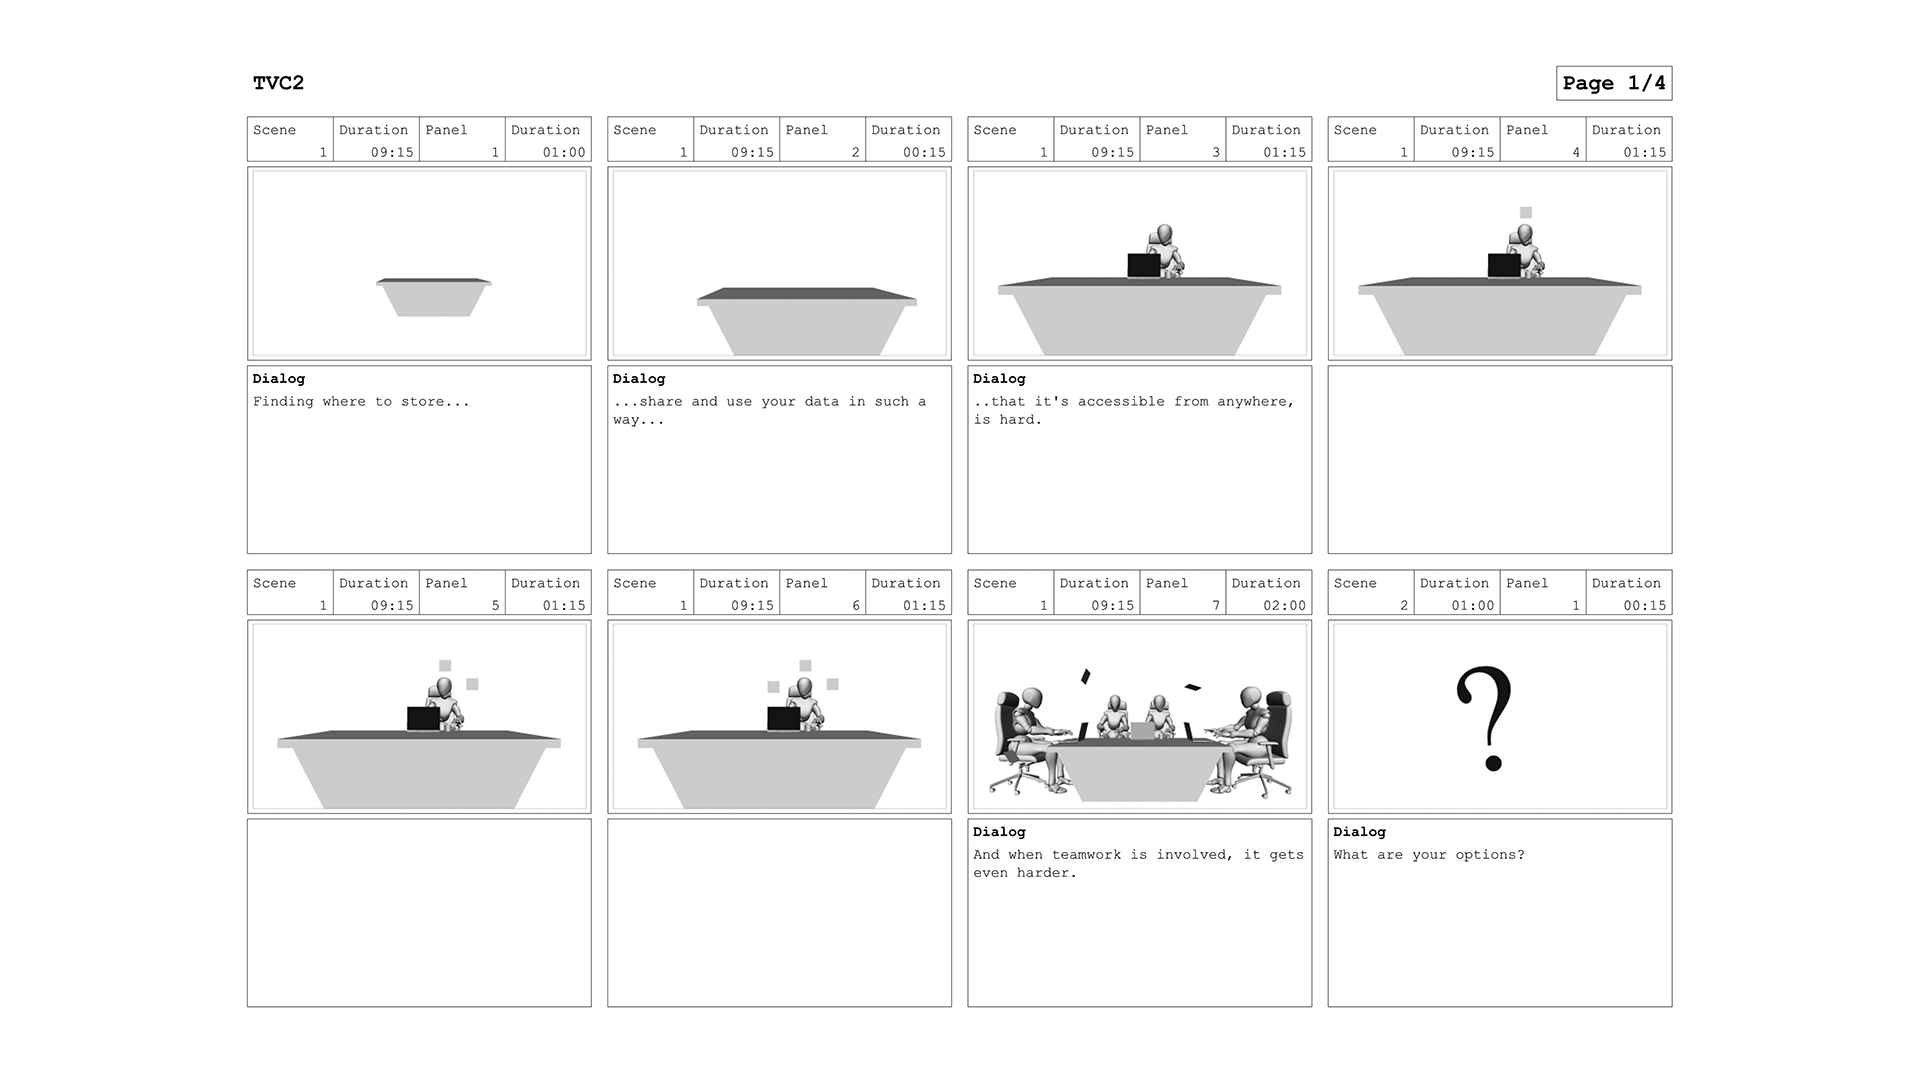 TVC2
Page 1/4
Scene Duration Panel Duration
1 09:15 1 01:00
Dialog
Finding where to store...
Scene Duration Panel Duration
1 09:15 2 00:15
Dialog
...share and use your data in such a
way...
Scene Duration Panel Duration
1 09:15 3 01:15
Dialog
..that it's accessible from anywhere,
is hard.
Scene Duration Panel Duration
1 09:15 4 01:15
Scene Duration Panel Duration
1 09:15 5 01:15
Scene Duration Panel Duration
1 09:15 6 01:15
Scene Duration Panel Duration
1 09:15 7 02:00
Dialog
And when teamwork is involved, it gets
even harder.
Scene Duration Panel Duration
2 01:00 1 00:15
?
Dialog
What are your options?